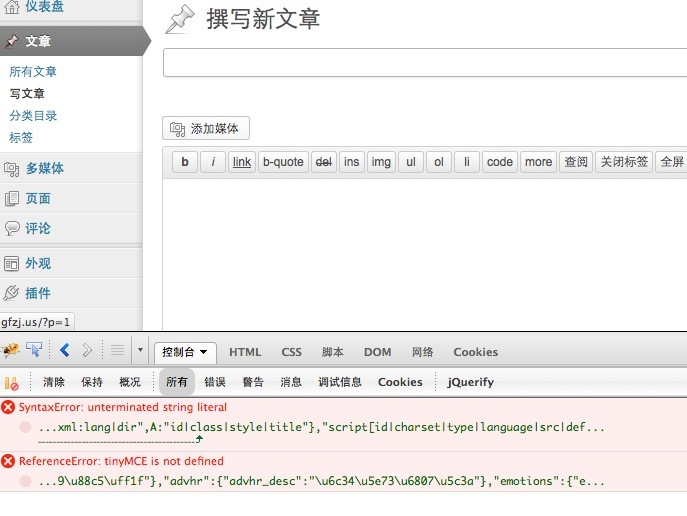 仪表盘
撰写新文章
文章
所有文章
写文章
分类目录
标签
添加媒体
b i link b-quote del ins img ul ol li code more 查阅 关闭标签 全屏
多媒体
页面
评论
外观
插件
gfzj.us/?p=1
控制台 HTML CSS 脚本 DOM 网络 Cookies
清除 保持 概况 所有 错误 警告 消息 调试信息 Cookies jQuerify
SyntaxError: unterminated string literal
...xml:lang|dir",A:"id|class|style|title"},"script[id|charset|type|language|src|def...
ReferenceError: tinyMCE is not defined
...9\u88c5\uff1f"},"advhr":{"advhr_desc":"\u6c34\u5e73\u6807\u5c3a"},"emotions":{"e...